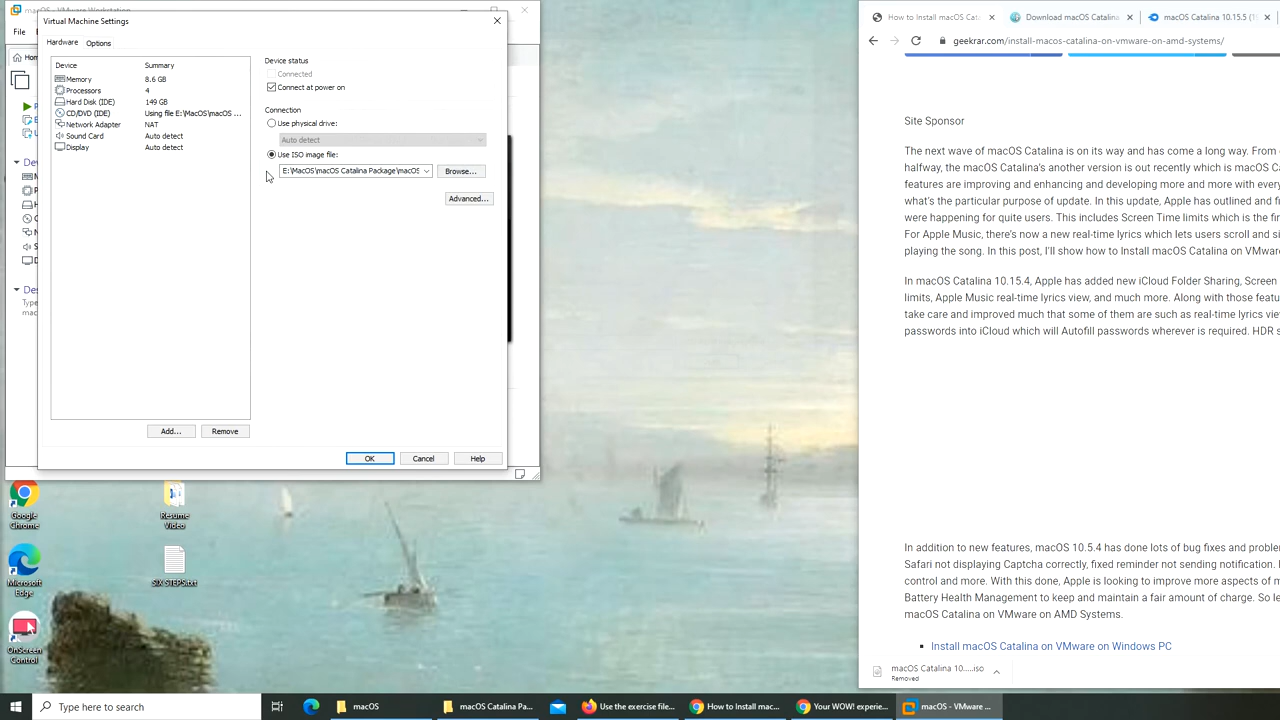 macOS - VMware Workstation
Virtual Machine Settings
File
Hardware
Options
Device
Summary
Memory
8.6 GB
Processors
4
Hard Disk (IDE)
149 GB
CD/DVD (IDE)
Using file E:\MacOS\macOS ...
Network Adapter
NAT
Sound Card
Auto detect
Display
Auto detect
Device status
Connected
Connect at power on
Connection
Use physical drive:
Auto detect
Use ISO image file:
E:\MacOS\macOS Catalina Package\macOS
Browse...
Advanced...
Add...
Remove
OK
Cancel
Help
How to Install macOS Cat
Download macOS Catalina
macOS Catalina 10.15.5 (1
geekrar.com/install-macos-catalina-on-vmware-on-amd-systems/
Site Sponsor
The next wave of macOS Catalina is on its way and has come a long way. From
halfway, the macOS Catalina's another version is out recently which is macOS C
features are improving and enhancing and developing more and more with every
what's the particular purpose of update. In this update, Apple has outlined and fi
were happening for quite users. This includes Screen Time limits which is the fi
For Apple Music, there's now a new real-time lyrics which lets users scroll and si
playing the song. In this post, I'll show how to Install macOS Catalina on VMwar
In macOS Catalina 10.15.4, Apple has added new iCloud Folder Sharing, Screen
limits, Apple Music real-time lyrics view, and much more. Along with those featu
take care and improved much that some of them are such as real-time lyrics vie
passwords into iCloud which will Autofill passwords wherever is required. HDR s
In addition to new features, macOS 10.5.4 has done lots of bug fixes and proble
Safari not displaying Captcha correctly, fixed reminder not sending notification.
control and more. With this done, Apple is looking to improve more aspects of m
Battery Health Management to keep and maintain a fair amount of charge. So le
macOS Catalina on VMware on AMD Systems.
Install macOS Catalina on VMware on Windows PC
macOS Catalina 10.....iso
Removed
Google
Chrome
Resume
Video
Microsoft
Edge
SIX STEPS.txt
OnScreen
Control
Type here to search
macOS
macOS Catalina Pa...
Use the exercise file...
How to Install mac...
Your WOW! experie...
macOS - VMware ...